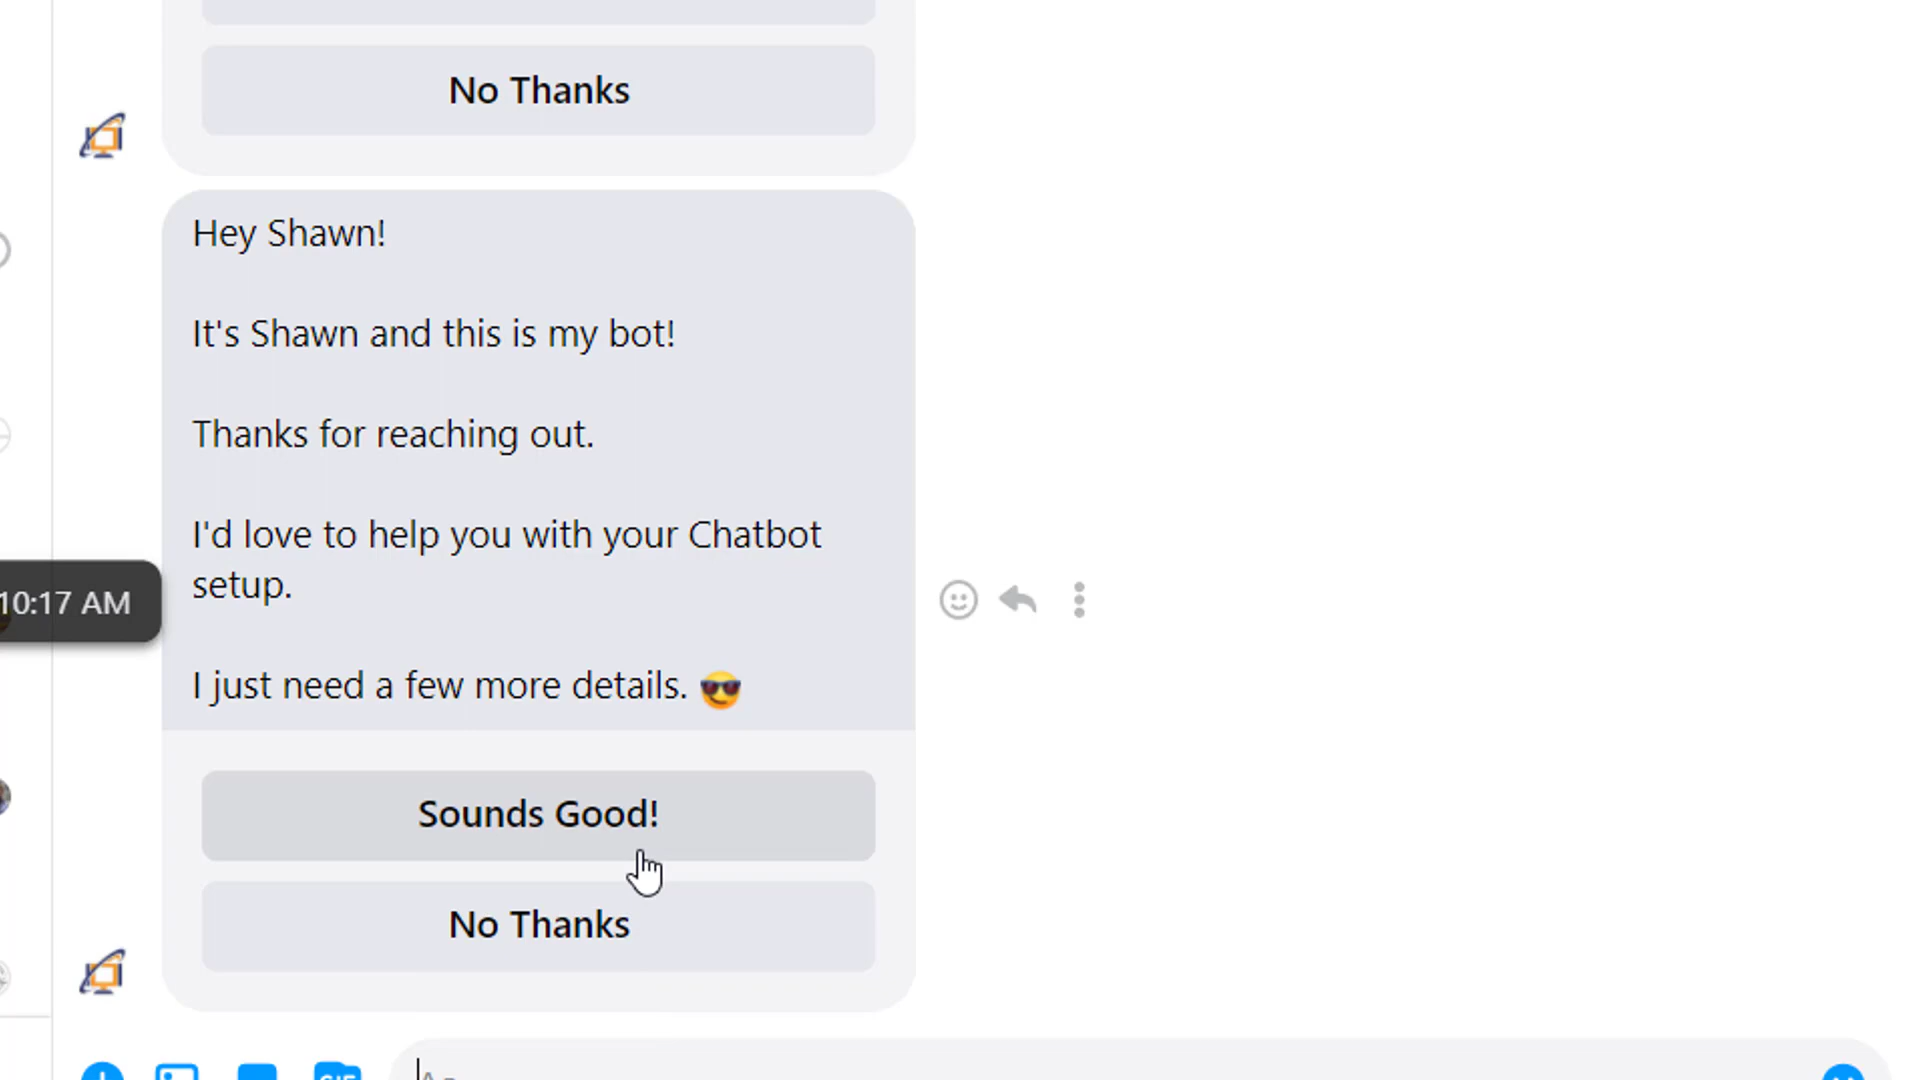 No Thanks
Hey Shawn!
It's Shawn and this is my bot!
Thanks for reaching out.
I'd love to help you with your Chatbot
setup.
10:17 AM
I just need a few more details. 😎
Sounds Good!
No Thanks